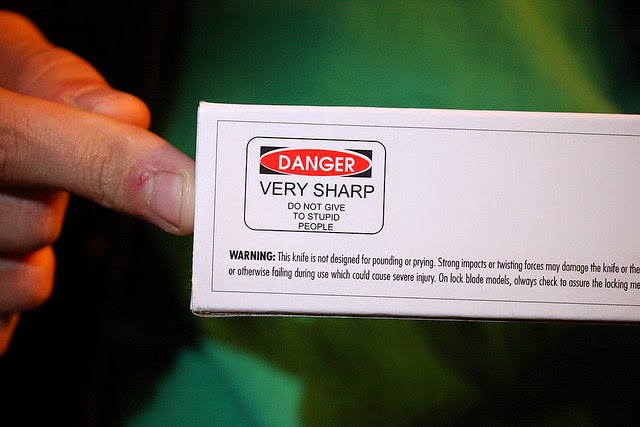 DANGER
VERY SHARP
DO NOT GIVE
TO STUPID
PEOPLE
WARNING: This knife is not designed for pounding or prying. Strong impacts or twisting forces may damage the knife or the
or otherwise failing during use which could cause severe injury. On lock blade models, always check to assure the locking me